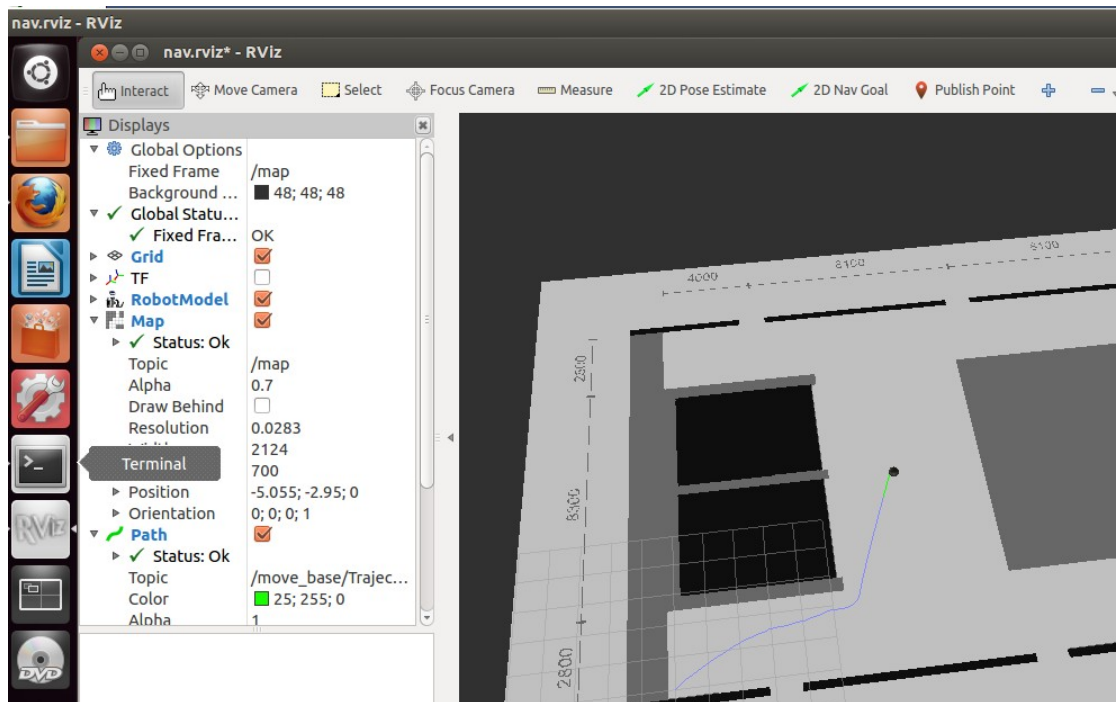 nav.rviz - RViz
nav.rviz* - RViz
Interact Move Camera Select Focus Camera Measure 2D Pose Estimate 2D Nav Goal Publish Point
Displays
Global Options
Fixed Frame /map
Background ... 48; 48; 48
Global Statu...
Fixed Fra... OK
Grid
TF
RobotModel
Map
Status: Ok
Topic /map
Alpha 0.7
Draw Behind
Resolution 0.0283
2124
Terminal
700
Position -5.055; -2.95; 0
Orientation 0; 0; 0; 1
Path
Status: Ok
Topic /move_base/Trajec...
Color 25; 255; 0
Alpha 1
RViz
DVD
4000
8100
8100
2800
2800